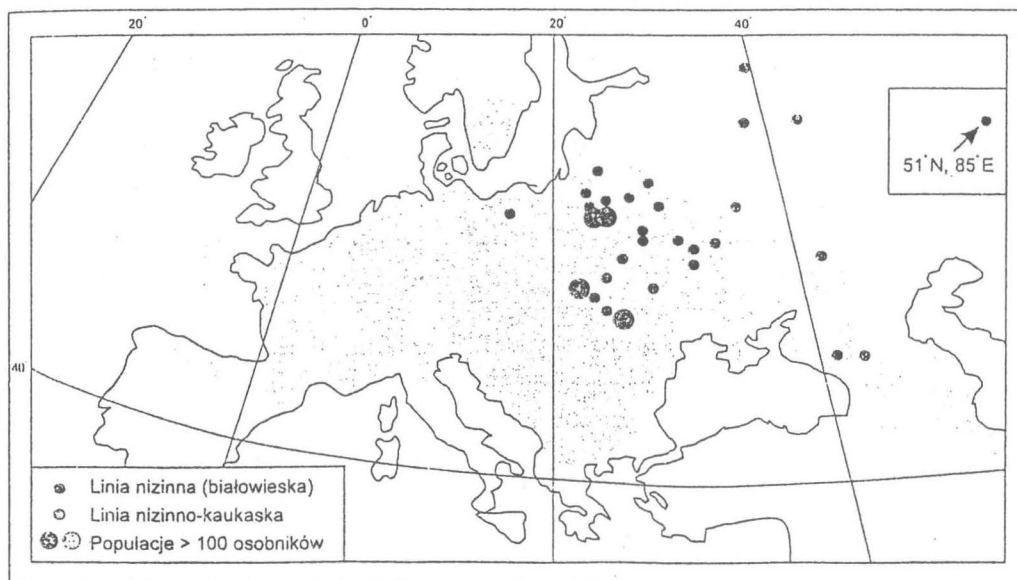 20°
0°
20°
40°
51°N, 85°E
40°
Linia nizinna (białowieska)
Linia nizinno-kaukaska
Populacje > 100 osobników